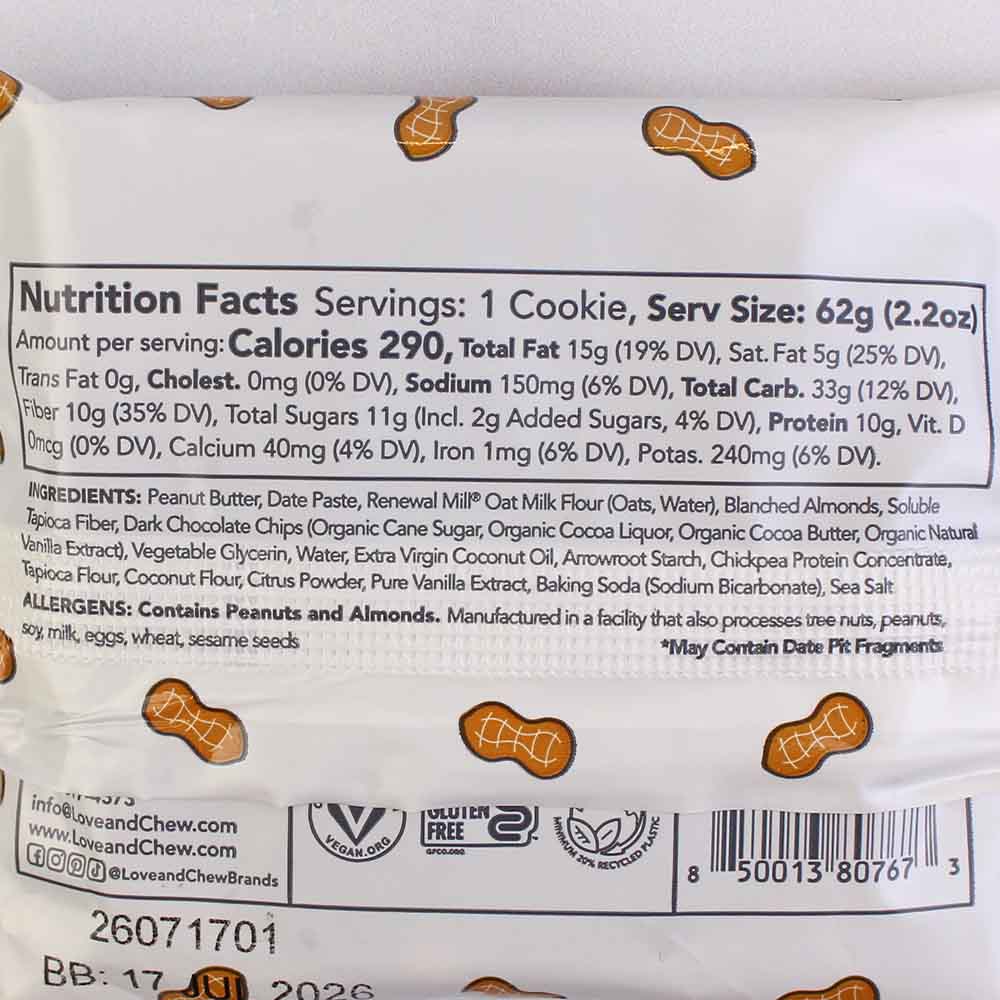 Nutrition Facts Servings: 1 Cookie, Serv Size: 62g (2.2oz)
Amount per serving: Calories 290, Total Fat 15g (19% DV), Sat. Fat 5g (25% DV),
Trans Fat 0g, Cholest. 0mg (0% DV), Sodium 150mg (6% DV), Total Carb. 33g (12% DV),
Fiber 10g (35% DV), Total Sugars 11g (Incl. 2g Added Sugars, 4% DV), Protein 10g, Vit. D
0mcg (0% DV), Calcium 40mg (4% DV), Iron 1mg (6% DV), Potas. 240mg (6% DV).
INGREDIENTS: Peanut Butter, Date Paste, Renewal Mill® Oat Milk Flour (Oats, Water), Blanched Almonds, Soluble
Tapioca Fiber, Dark Chocolate Chips (Organic Cane Sugar, Organic Cocoa Liquor, Organic Cocoa Butter, Organic Natural
Vanilla Extract), Vegetable Glycerin, Water, Extra Virgin Coconut Oil, Arrowroot Starch, Chickpea Protein Concentrate,
Tapioca Flour, Coconut Flour, Citrus Powder, Pure Vanilla Extract, Baking Soda (Sodium Bicarbonate), Sea Salt
ALLERGENS: Contains Peanuts and Almonds. Manufactured in a facility that also processes tree nuts, peanuts,
soy, milk, eggs, wheat, sesame seeds
*May Contain Date Pit Fragments
info@LoveandChew.com
www.LoveandChew.com
@LoveandChewBrands
VEGAN.ORG
GLUTEN
FREE
GFCO.ORG
MINIMUM 20% RECYCLED PLASTIC
8 50013 80767 3
26071701
BB: 17 JUL 2026